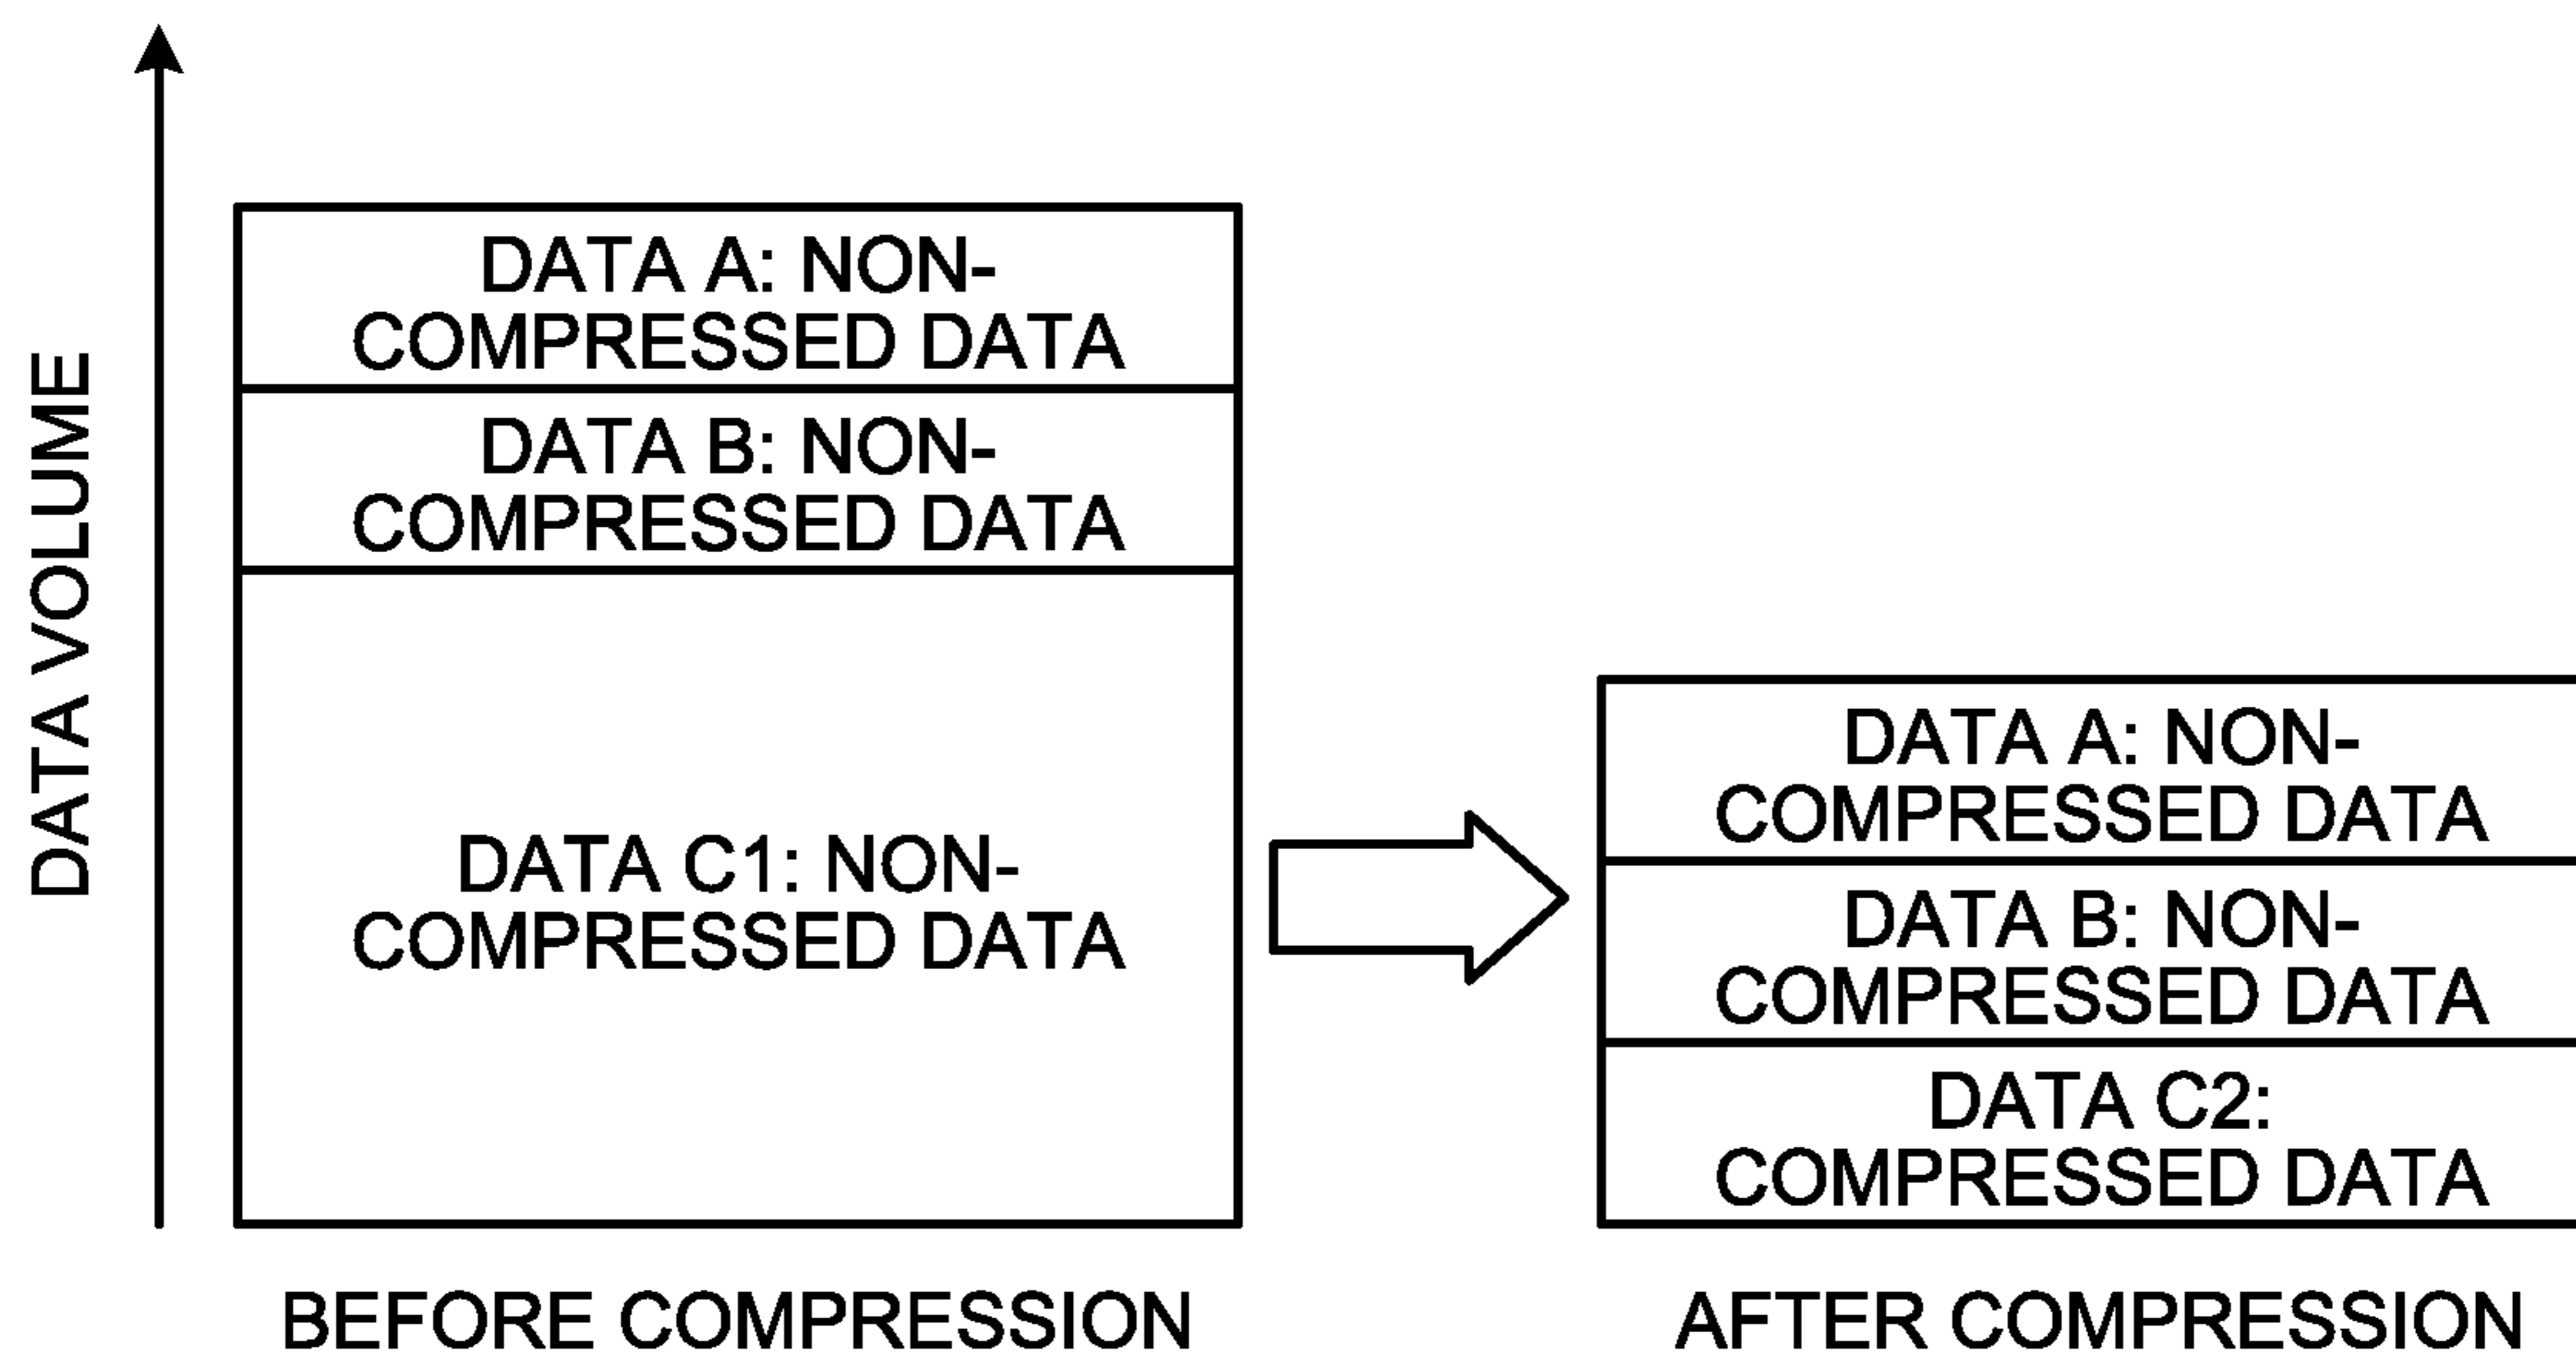 DATA VOLUME
DATA A: NON-
COMPRESSED DATA
DATA B: NON-
COMPRESSED DATA
DATA C1: NON-
COMPRESSED DATA
BEFORE COMPRESSION
DATA A: NON-
COMPRESSED DATA
DATA B: NON-
COMPRESSED DATA
DATA C2:
COMPRESSED DATA
AFTER COMPRESSION